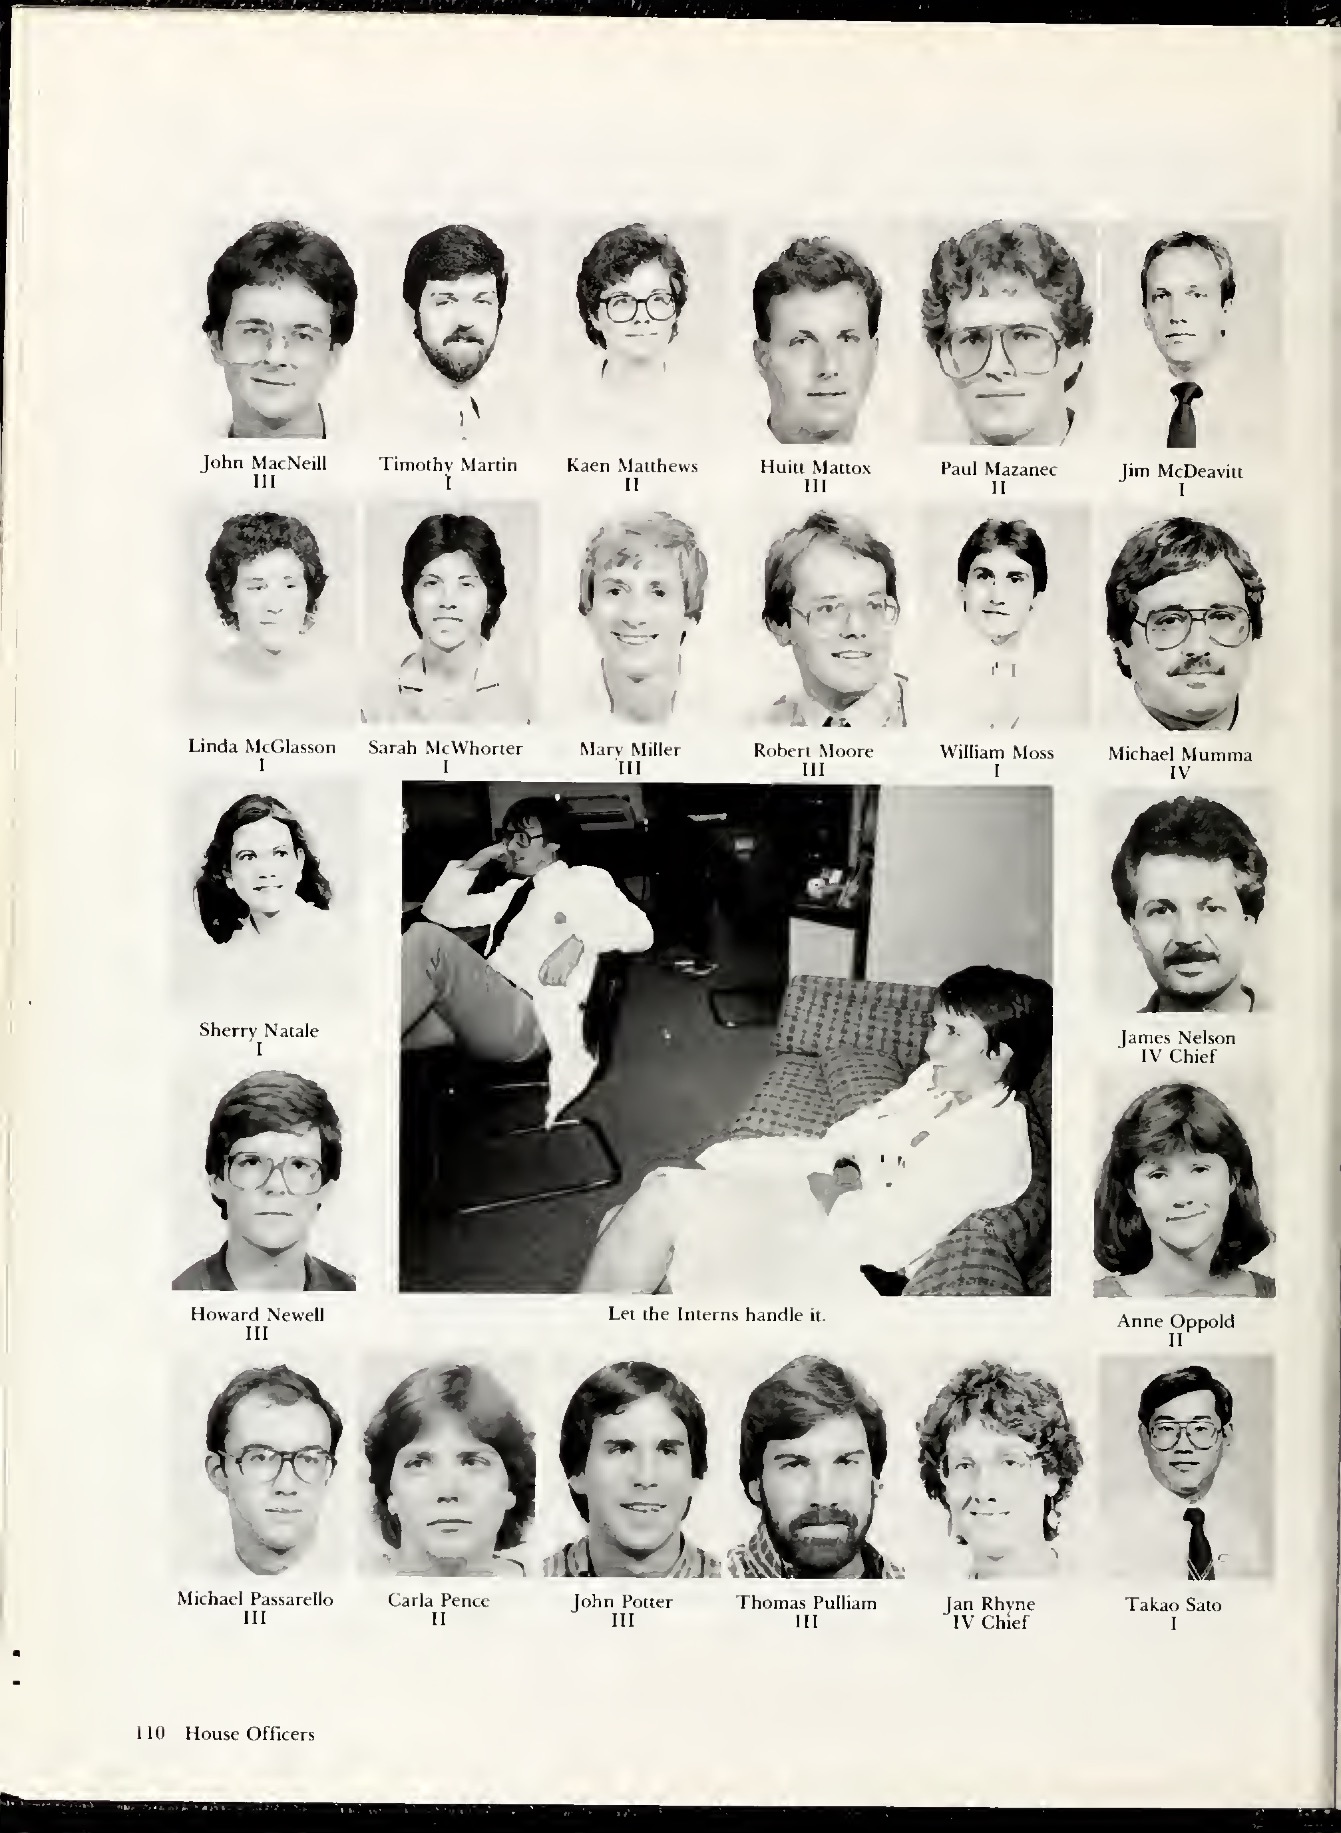 John MacNeill
III
Timothy Martin
I
Kaen Matthews
II
Huitt Mattox
III
Paul Mazanec
II
Jim McDeavitt
I
Linda McGlasson
I
Sarah McWhorter
I
Mary Miller
III
Robert Moore
III
William Moss
I
Michael Mumma
IV
Sherry Natale
I
James Nelson
IV Chief
Howard Newell
III
Let the Interns handle it.
Anne Oppold
II
Michael Passarello
III
Carla Pence
II
John Potter
III
Thomas Pulliam
III
Jan Rhyne
IV Chief
Takao Sato
I
110 House Officers